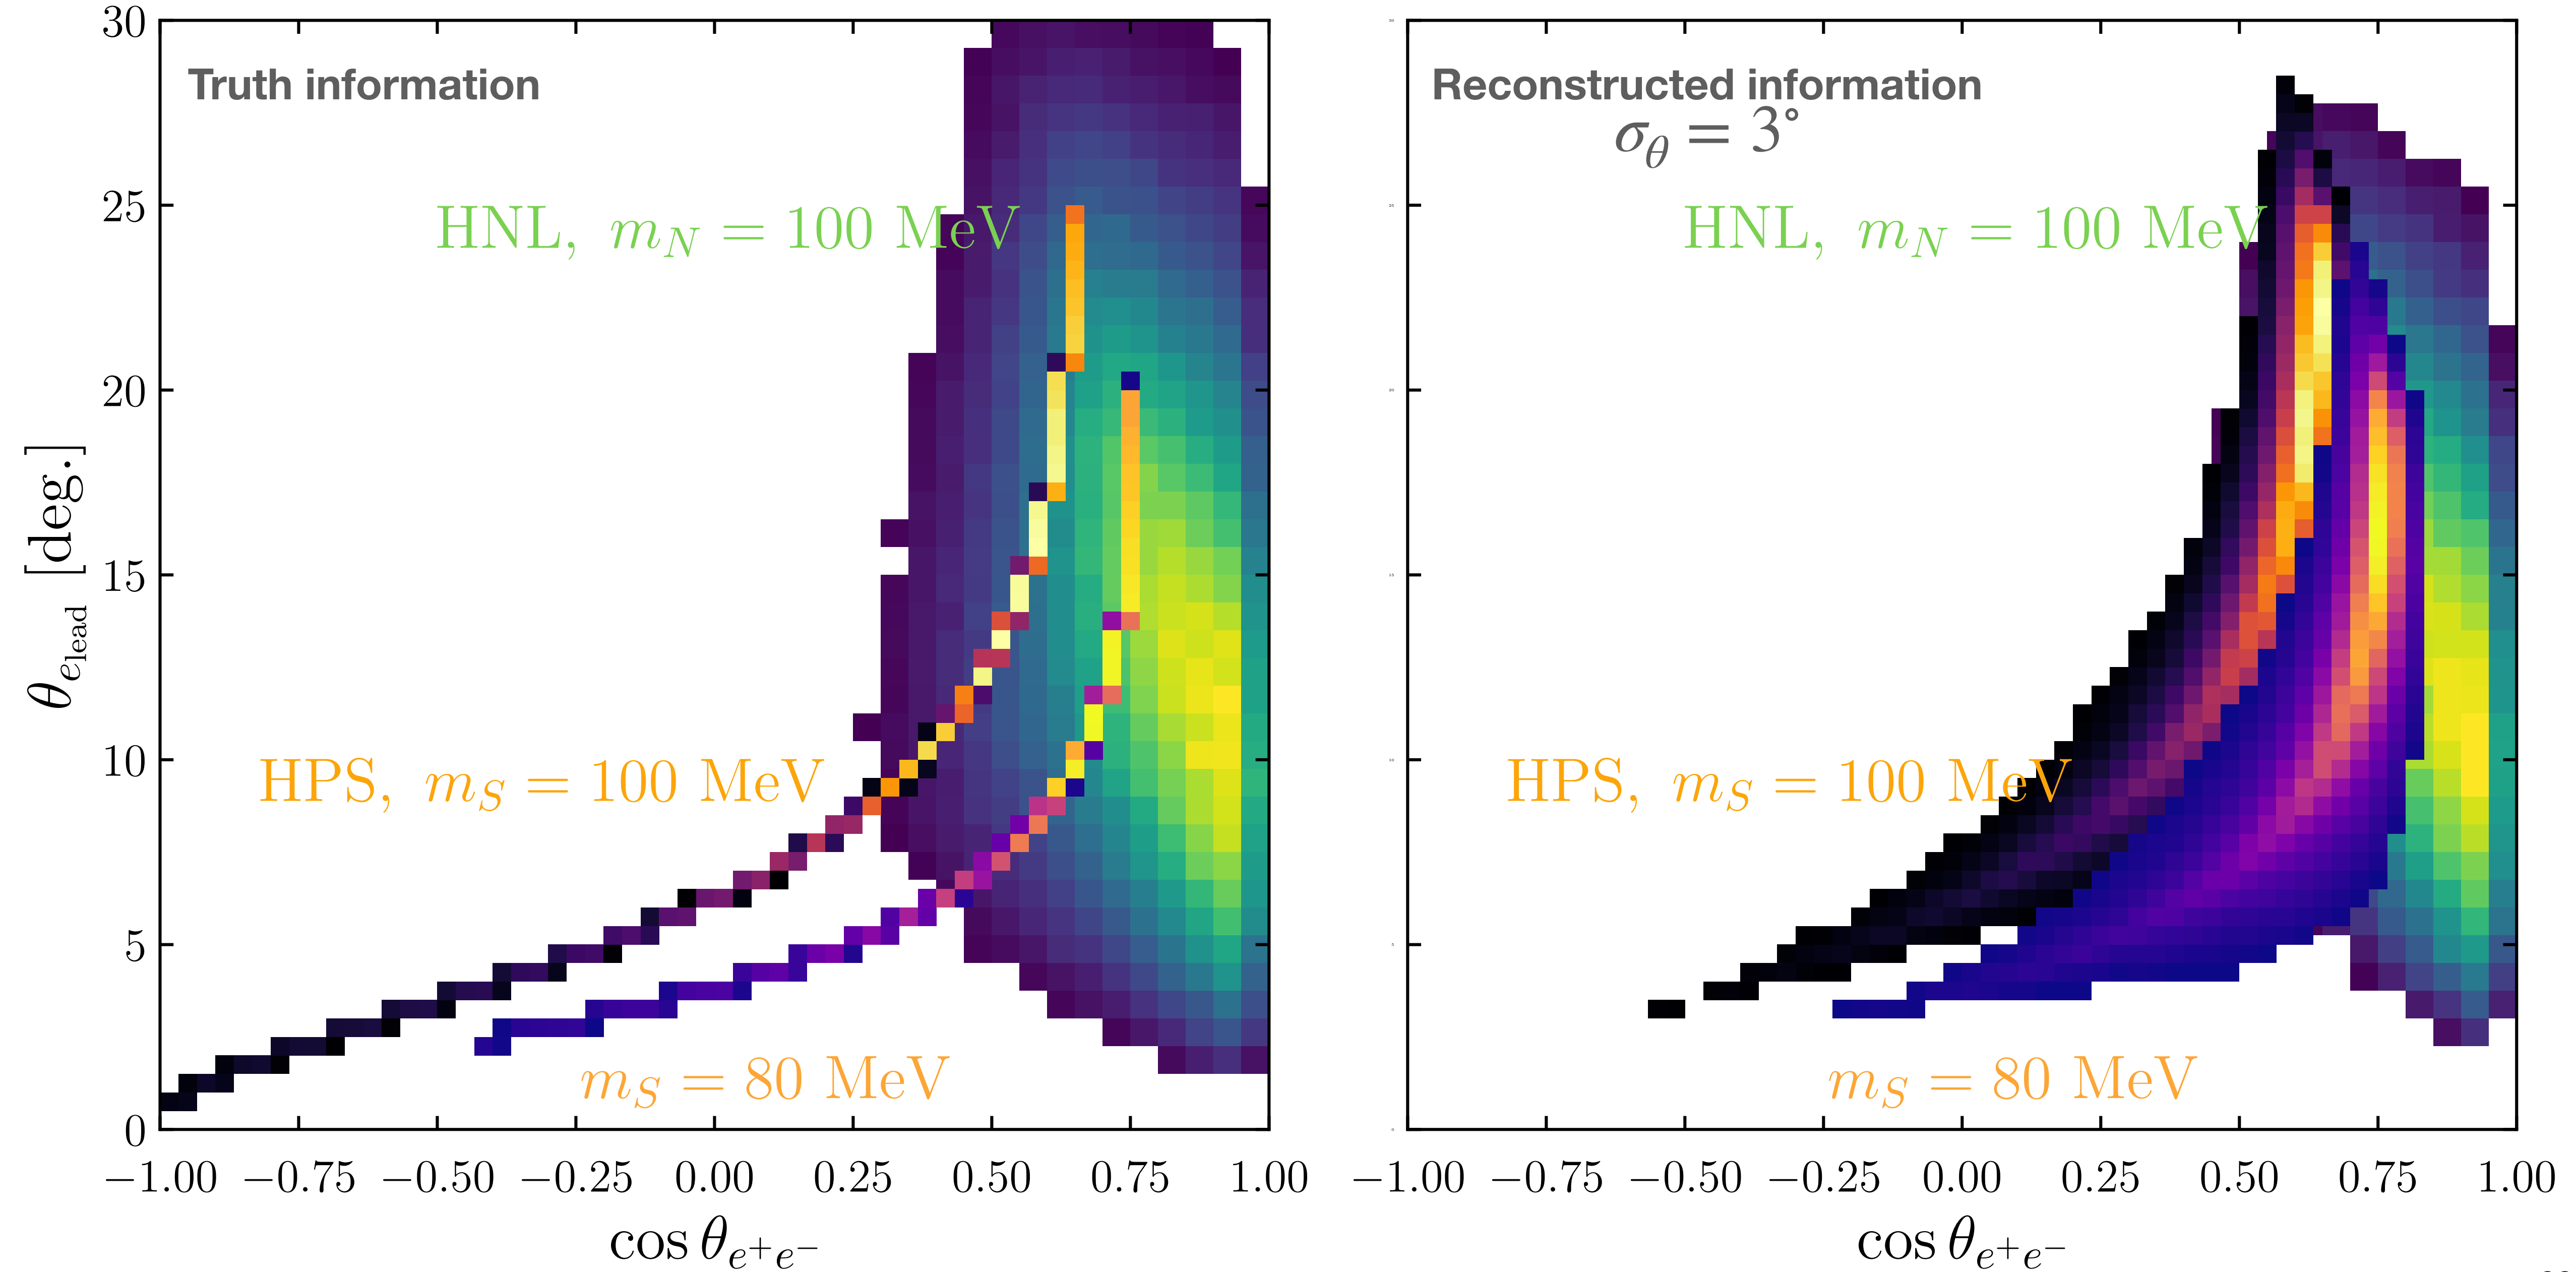 Truth information
HNL, m_N = 100 MeV
HPS, m_S = 100 MeV
m_S = 80 MeV
30
25
20
15
10
5
0
θ_{e_lead} [deg.]
−1.00 −0.75 −0.50 −0.25 0.00 0.25 0.50 0.75 1.00
cos θ_{e⁺e⁻}
Reconstructed information
σ_θ = 3°
HNL, m_N = 100 MeV
HPS, m_S = 100 MeV
m_S = 80 MeV
−1.00 −0.75 −0.50 −0.25 0.00 0.25 0.50 0.75 1.00
cos θ_{e⁺e⁻}